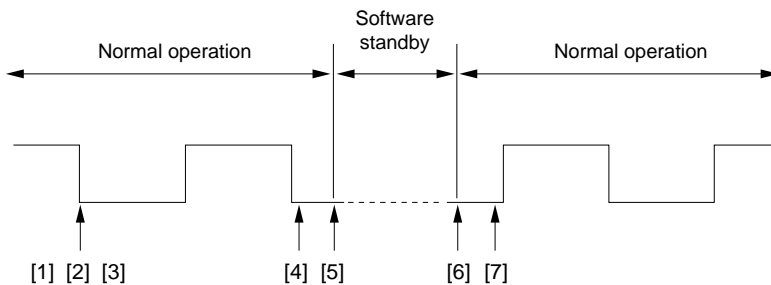 Software
standby
Normal operation
Normal operation
[1] [2] [3]
[4] [5]
[6] [7]